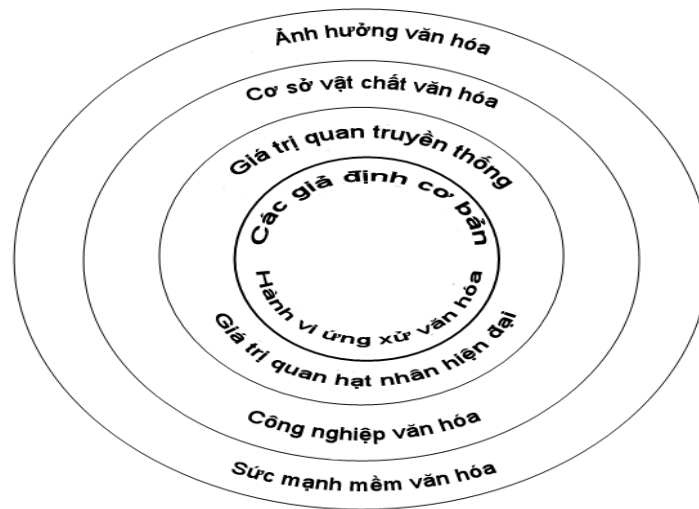 Ảnh hưởng văn hóa
Cơ sở vật chất văn hóa
Giá trị quan truyền thống
Các giả định cơ bản
Hành vi ứng xử văn hóa
Giá trị quan hạt nhân hiện đại
Công nghiệp văn hóa
Sức mạnh mềm văn hóa